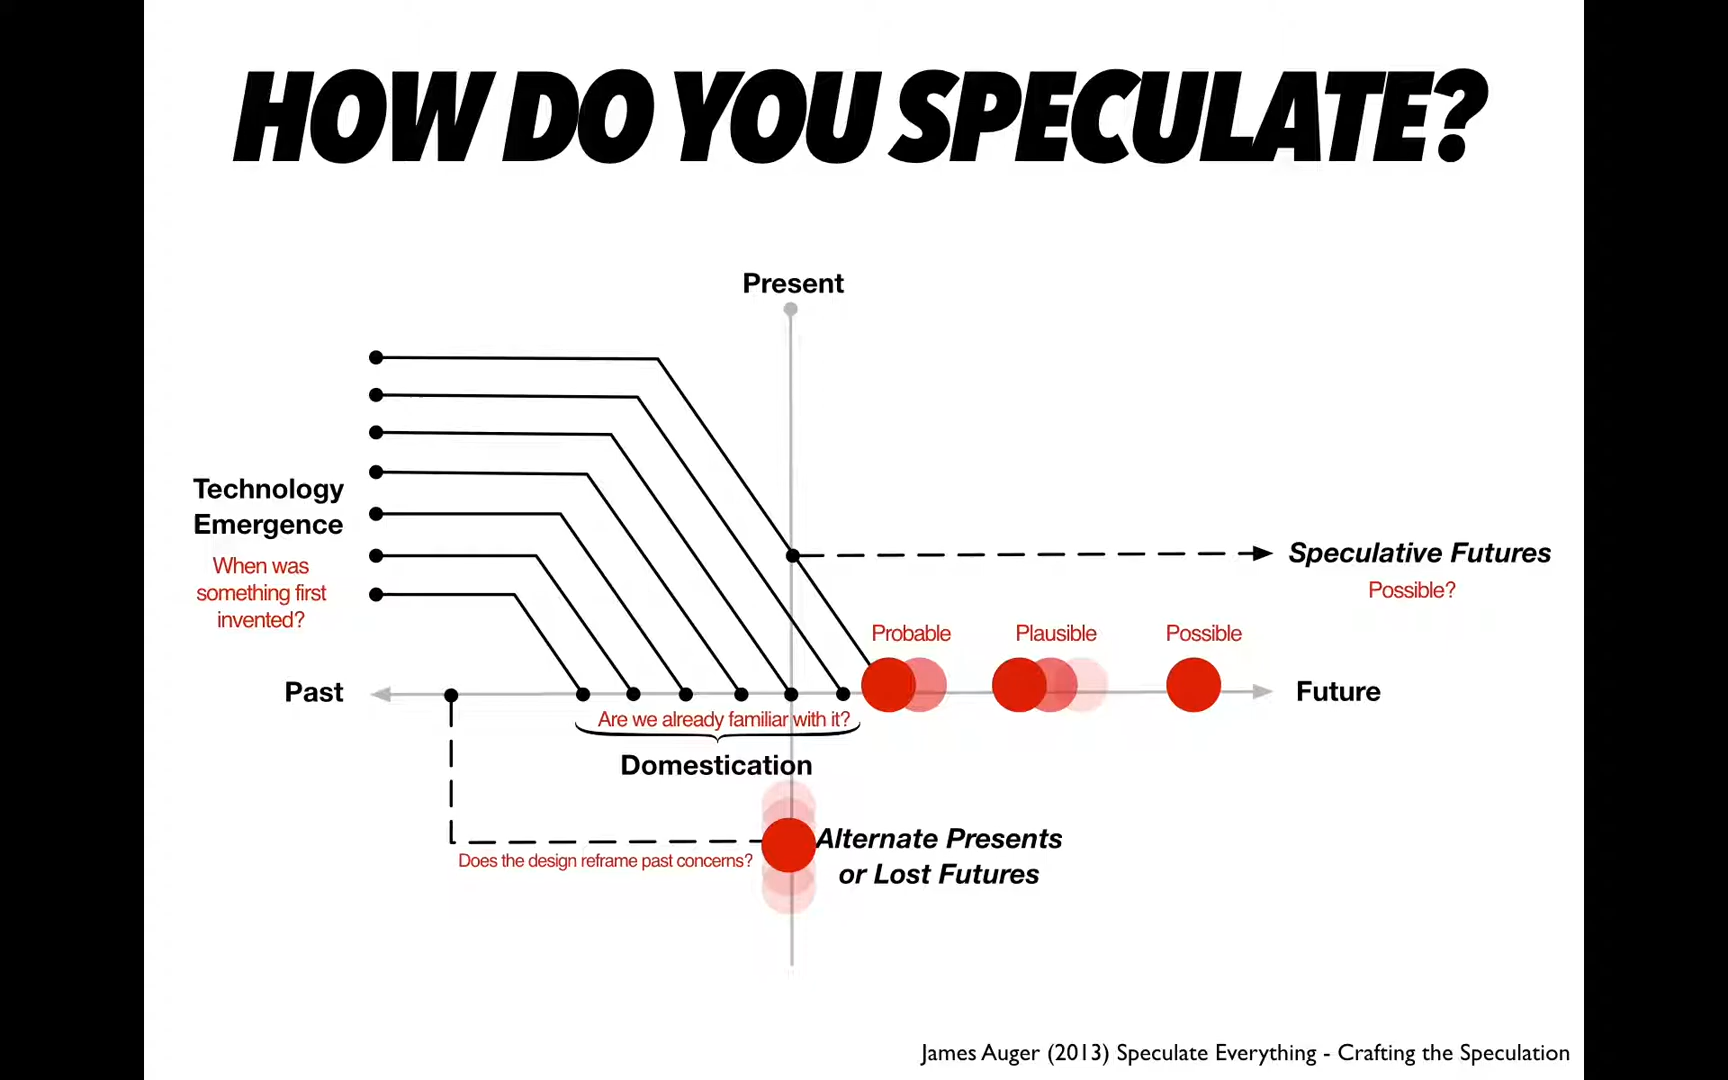 HOW DO YOU SPECULATE?
Present
Technology
Emergence
When was
something first
invented?
Speculative Futures
Possible?
Probable
Plausible
Possible
Past
Future
Are we already familiar with it?
Domestication
Alternate Presents
or Lost Futures
Does the design reframe past concerns?
James Auger (2013) Speculate Everything - Crafting the Speculation